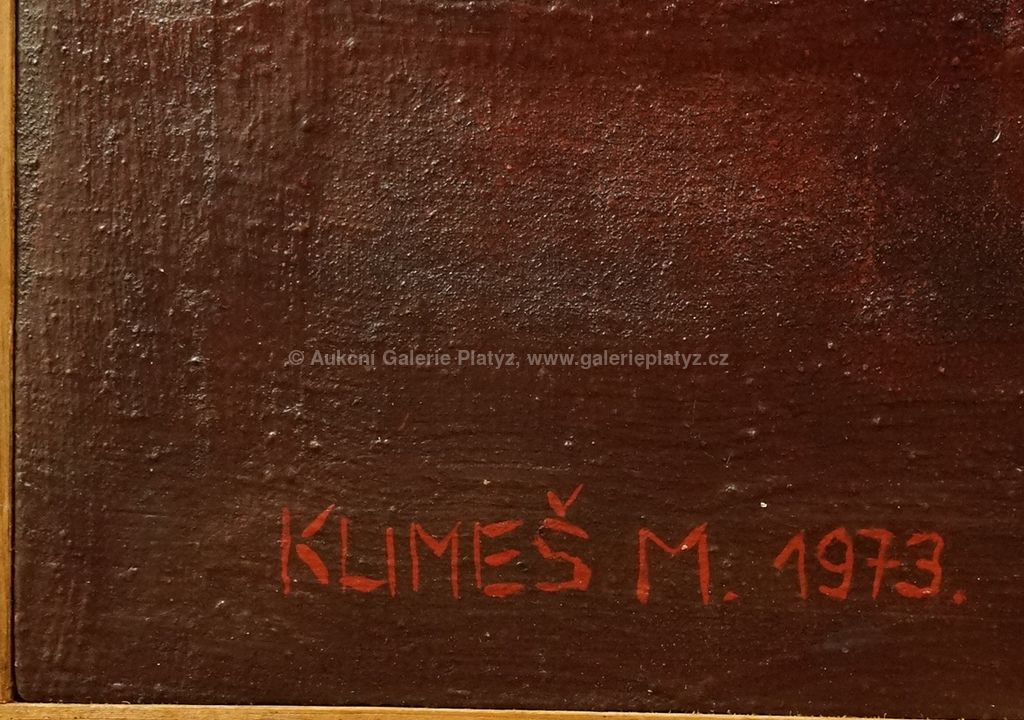 © Aukční Galerie Platýz, www.galerieplatyz.cz
KLIMEŠ M. 1973.